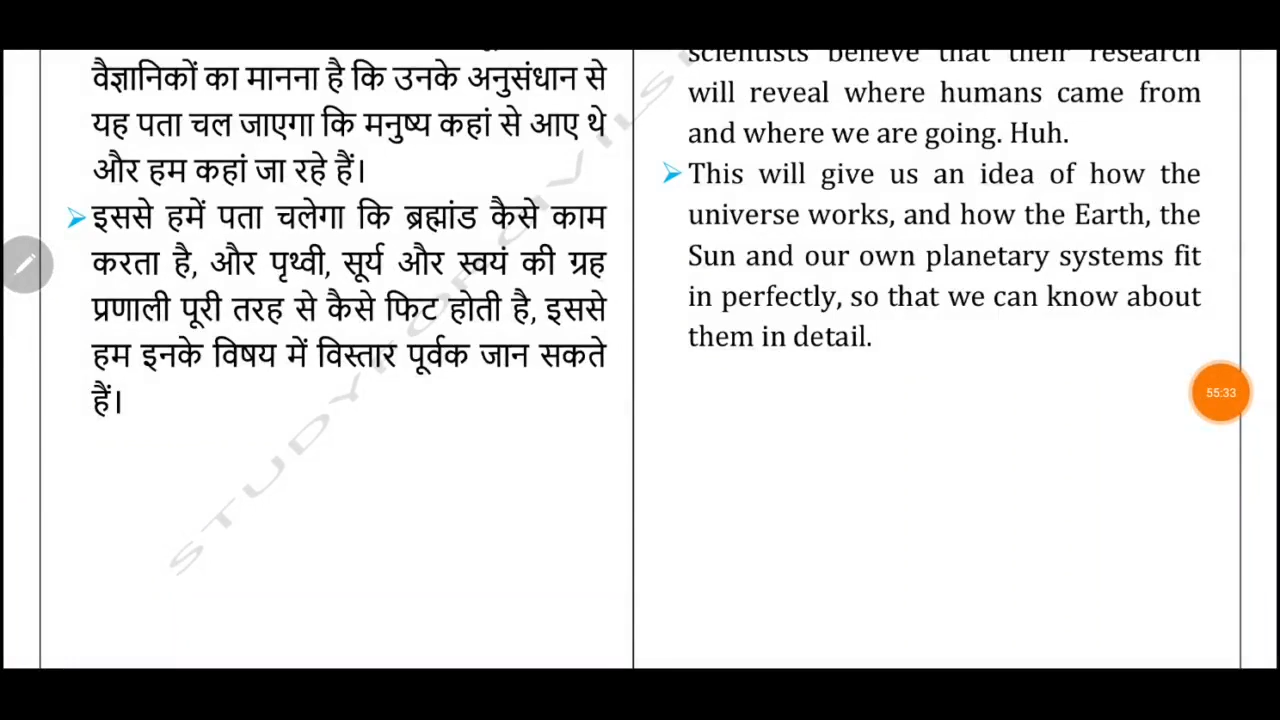 वैज्ञानिकों का मानना है कि उनके अनुसंधान से
यह पता चल जाएगा कि मनुष्य कहां से आए थे
और हम कहां जा रहे हैं।
इससे हमें पता चलेगा कि ब्रह्मांड कैसे काम
करता है, और पृथ्वी, सूर्य और स्वयं की ग्रह
प्रणाली पूरी तरह से कैसे फिट होती है, इससे
हम इनके विषय में विस्तार पूर्वक जान सकते
हैं।
scientists believe that their research
will reveal where humans came from
and where we are going. Huh.
This will give us an idea of how the
universe works, and how the Earth, the
Sun and our own planetary systems fit
in perfectly, so that we can know about
them in detail.
55:33
STUDY FOR CIVILS